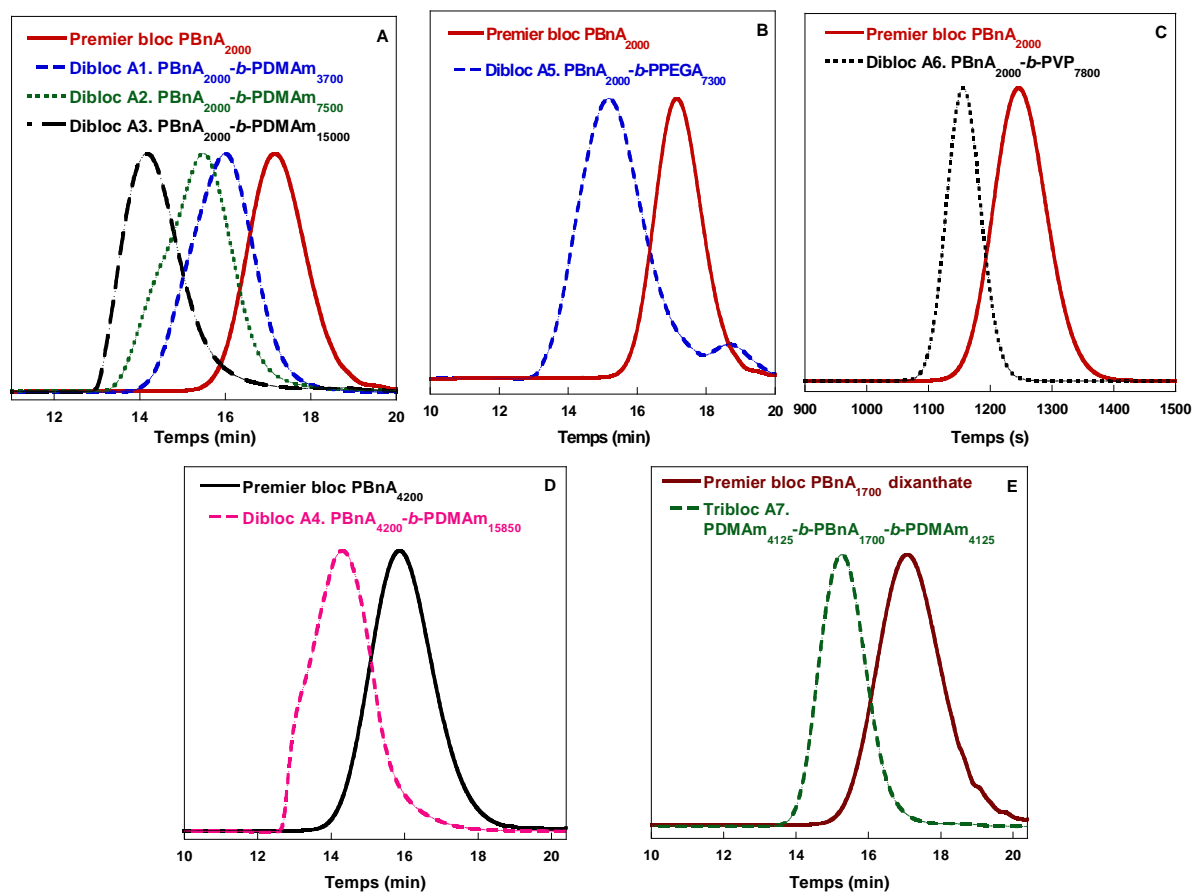 A
Premier bloc PBnA2000
Dibloc A1. PBnA2000-b-PDMAm3700
Dibloc A2. PBnA2000-b-PDMAm7500
Dibloc A3. PBnA2000-b-PDMAm15000
12 14 16 18 20
Temps (min)
B
Premier bloc PBnA2000
Dibloc A5. PBnA2000-b-PPEGA7300
10 12 14 16 18 20
Temps (min)
C
Premier bloc PBnA2000
Dibloc A6. PBnA2000-b-PVP7800
900 1000 1100 1200 1300 1400 1500
Temps (s)
D
Premier bloc PBnA4200
Dibloc A4. PBnA4200-b-PDMAm15850
10 12 14 16 18 20
Temps (min)
E
Premier bloc PBnA1700 dixanthate
Tribloc A7.
PDMAm4125-b-PBnA1700-b-PDMAm4125
10 12 14 16 18 20
Temps (min)